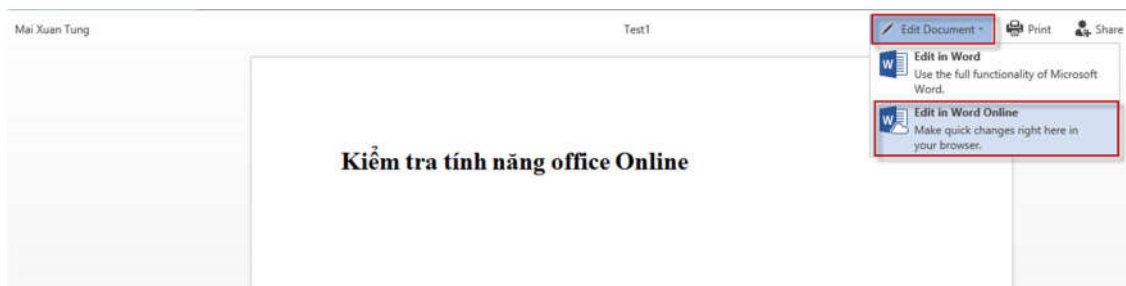 Mai Xuan Tung
Test1
Edit Document
Print
Share
Edit in Word
Use the full functionality of Microsoft
Word.
Edit in Word Online
Make quick changes right here in
your browser.
Kiểm tra tính năng office Online